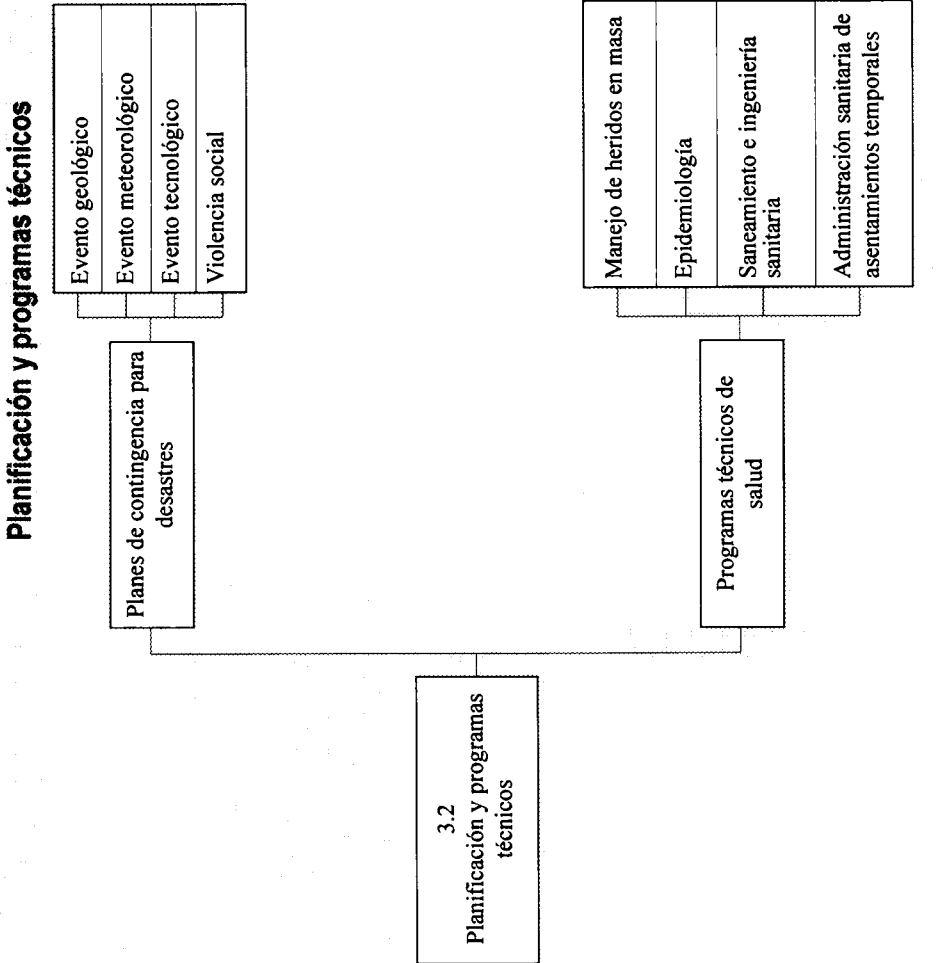 Planificación y programas técnicos
3.2
Planificación y programas
técnicos
Planes de contingencia para
desastres
Evento geológico
Evento meteorológico
Evento tecnológico
Violencia social
Programas técnicos de
salud
Manejo de heridos en masa
Epidemiología
Saneamiento e ingeniería
sanitaria
Administración sanitaria de
asentamientos temporales